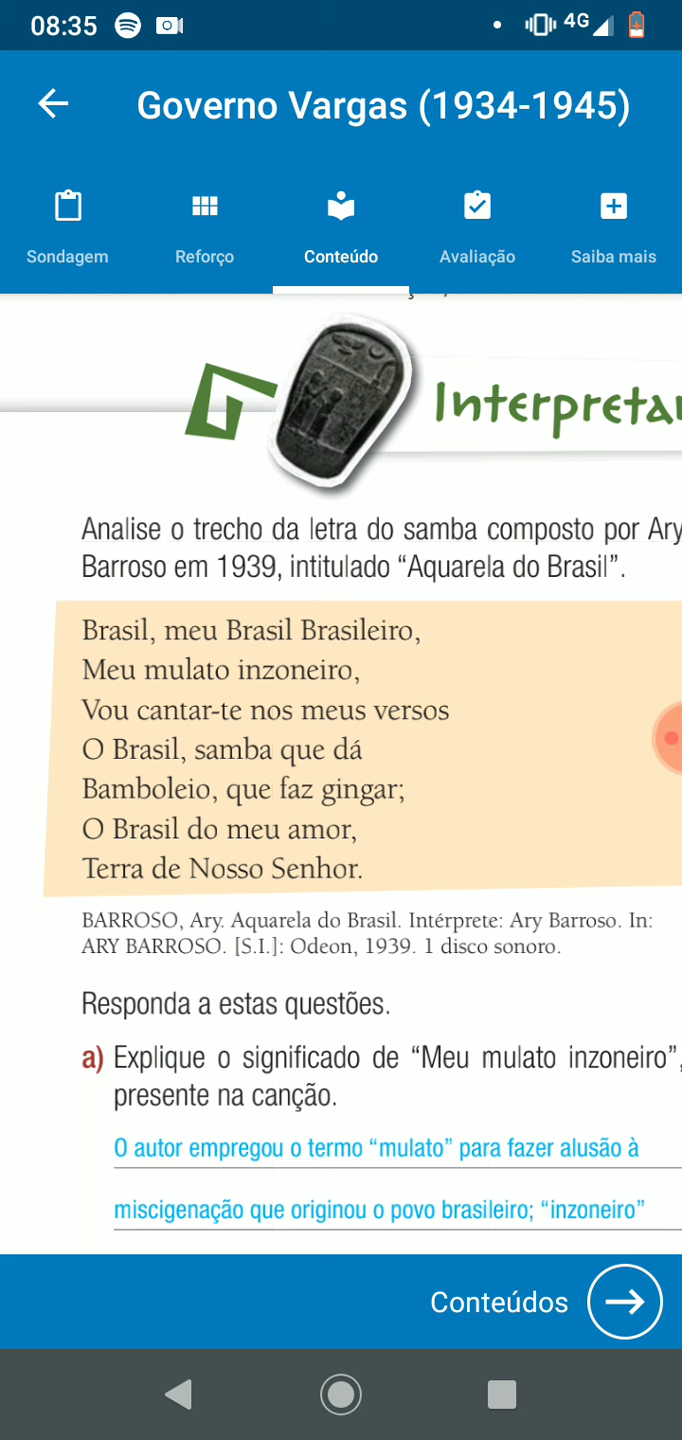 08:35
4G
Governo Vargas (1934-1945)
Sondagem
Reforço
Conteúdo
Avaliação
Saiba mais
Analise o trecho da letra do samba composto por Ary
Barroso em 1939, intitulado “Aquarela do Brasil”.
Brasil, meu Brasil Brasileiro,
Meu mulato inzoneiro,
Vou cantar-te nos meus versos
O Brasil, samba que dá
Bamboleio, que faz gingar;
O Brasil do meu amor,
Terra de Nosso Senhor.
BARROSO, Ary. Aquarela do Brasil. Intérprete: Ary Barroso. In:
ARY BARROSO. [S.I.]: Odeon, 1939. 1 disco sonoro.
Responda a estas questões.
a) Explique o significado de “Meu mulato inzoneiro”,
presente na canção.
O autor empregou o termo “mulato” para fazer alusão à
miscigenação que originou o povo brasileiro; “inzoneiro”
Conteúdos